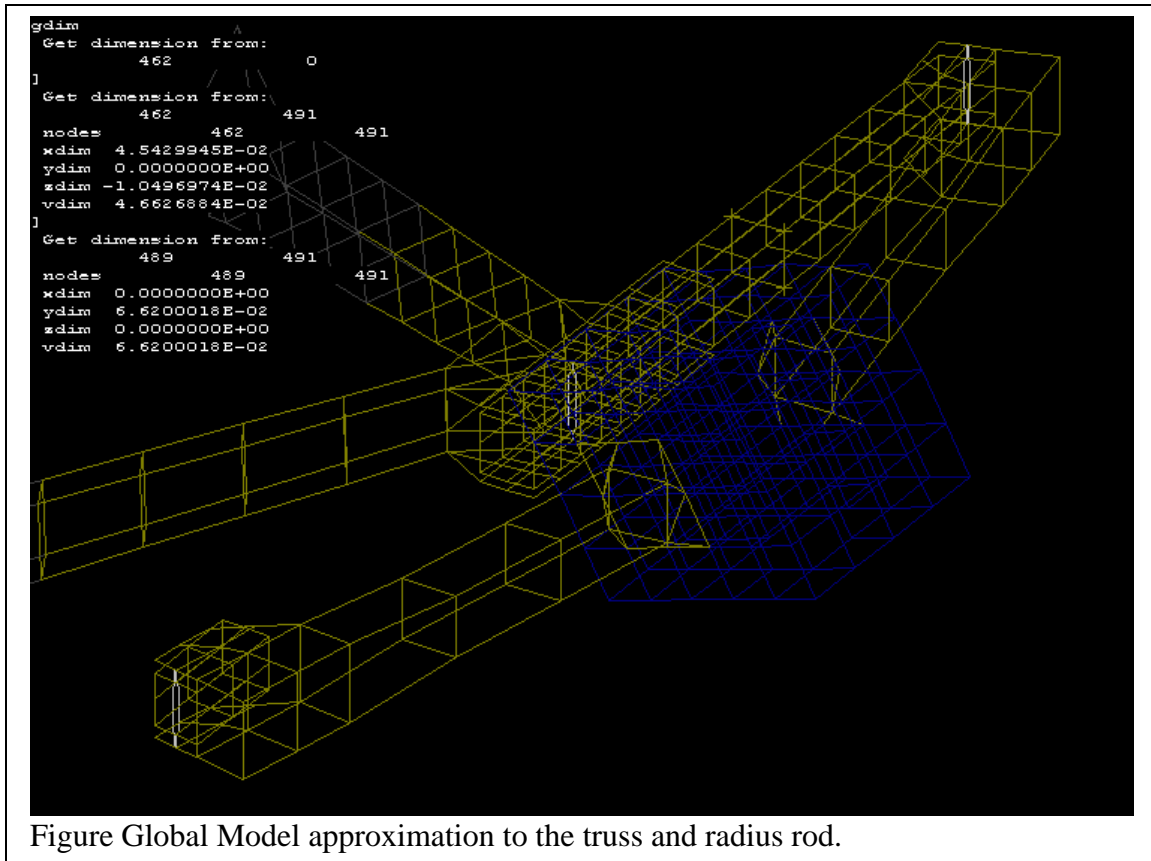 gdim
Get dimension from:
462 0
]
Get dimension from:
462 491
nodes 462 491
xdim 4.5429945E-02
ydim 0.0000000E+00
zdim -1.0496974E-02
vdim 4.6626884E-02
]
Get dimension from:
489 491
nodes 489 491
xdim 0.0000000E+00
ydim 6.6200018E-02
zdim 0.0000000E+00
vdim 6.6200018E-02
Figure Global Model approximation to the truss and radius rod.